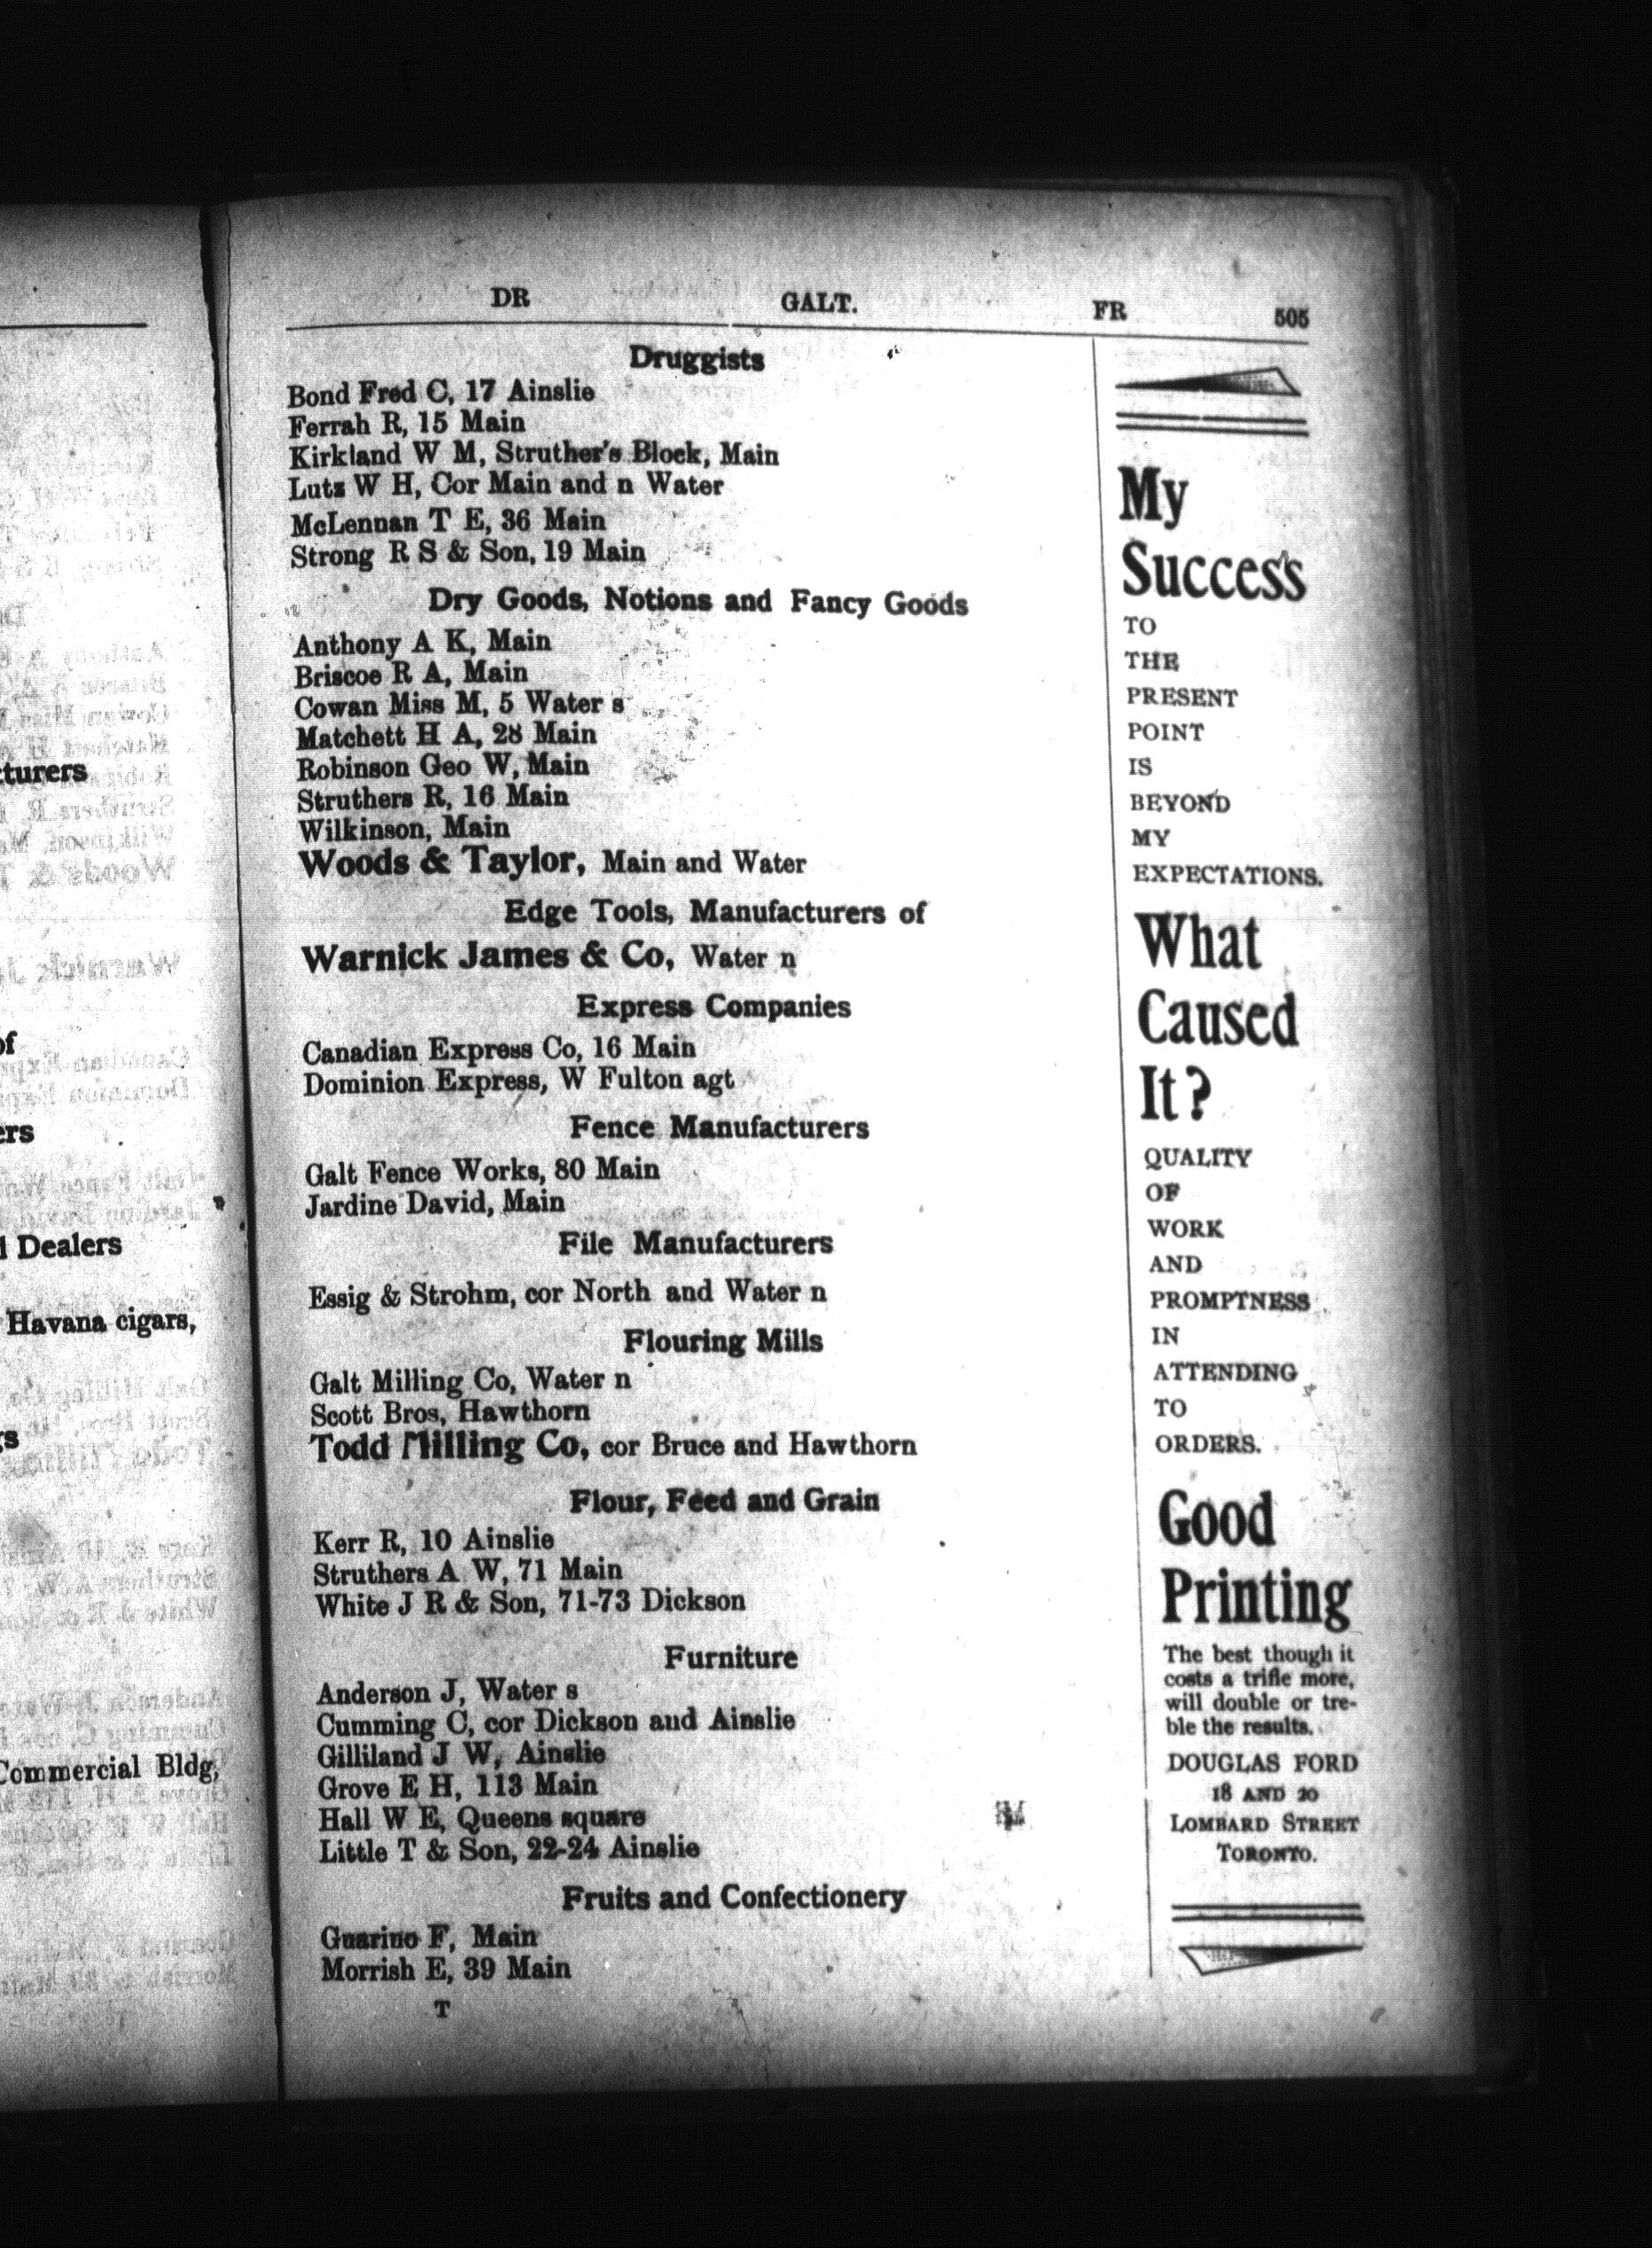 DR GALT. FR 505
Druggists
Bond Fred C, 17 Ainslie
Ferrah R, 15 Main
Kirkland W M, Struther's Block, Main
Lutz W H, Cor Main and n Water
McLennan T E, 36 Main
Strong R S & Son, 19 Main
Dry Goods, Notions and Fancy Goods
Anthony A K, Main
Briscoe R A, Main
Cowan Miss M, 5 Water s
Matchett H A, 28 Main
Robinson Geo W, Main
Struthers R, 16 Main
Wilkinson, Main
Woods & Taylor, Main and Water
Edge Tools, Manufacturers of
Warnick James & Co, Water n
Express Companies
Canadian Express Co, 16 Main
Dominion Express, W Fulton agt
Fence Manufacturers
Galt Fence Works, 80 Main
Jardine David, Main
File Manufacturers
Essig & Strohm, cor North and Water n
Flouring Mills
Galt Milling Co, Water n
Scott Bros, Hawthorn
Todd Milling Co, cor Bruce and Hawthorn
Flour, Feed and Grain
Kerr R, 10 Ainslie
Struthers A W, 71 Main
White J R & Son, 71-73 Dickson
Furniture
Anderson J, Water s
Cumming C, cor Dickson and Ainslie
Gilliland J W, Ainslie
Grove E H, 113 Main
Hall W E, Queens square
Little T & Son, 22-24 Ainslie
Fruits and Confectionery
Guarino F, Main
Morrish E, 39 Main
T
My
Success
TO
THE
PRESENT
POINT
IS
BEYOND
MY
EXPECTATIONS.
What
Caused
It?
QUALITY
OF
WORK
AND
PROMPTNESS
IN
ATTENDING
TO
ORDERS.
Good
Printing
The best though it
costs a trifle more,
will double or tre-
ble the results.
DOUGLAS FORD
18 AND 20
LOMBARD STREET
TORONTO.
of
Dealers
Havana cigars,
Commercial Bldg,